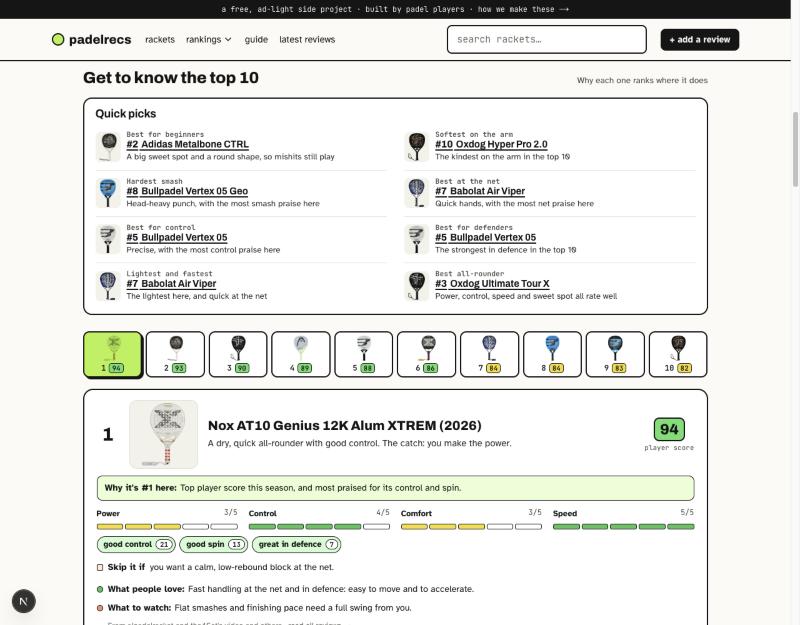 a free, ad-light side project · built by padel players · how we make these →
padelrecs
rackets
rankings
guide
latest reviews
search rackets…
+ add a review
Get to know the top 10
Why each one ranks where it does
Quick picks
Best for beginners
#2 Adidas Metalbone CTRL
A big sweet spot and a round shape, so mishits still play
Softest on the arm
#10 Oxdog Hyper Pro 2.0
The kindest on the arm in the top 10
Hardest smash
#8 Bullpadel Vertex 05 Geo
Head-heavy punch, with the most smash praise here
Best at the net
#7 Babolat Air Viper
Quick hands, with the most net praise here
Best for control
#5 Bullpadel Vertex 05
Precise, with the most control praise here
Best for defenders
#5 Bullpadel Vertex 05
The strongest in defence in the top 10
Lightest and fastest
#7 Babolat Air Viper
The lightest here, and quick at the net
Best all-rounder
#3 Oxdog Ultimate Tour X
Power, control, speed and sweet spot all rate well
1 94
2 93
3 90
4 89
5 88
6 86
7 84
8 84
9 83
10 82
1
Nox AT10 Genius 12K Alum XTREM (2026)
A dry, quick all-rounder with good control. The catch: you make the power.
94
player score
Why it's #1 here: Top player score this season, and most praised for its control and spin.
Power 3/5
Control 4/5
Comfort 3/5
Speed 5/5
good control 21
good spin 13
great in defence 7
Skip it if you want a calm, low-rebound block at the net.
What people love: Fast handling at the net and in defence: easy to move and to accelerate.
What to watch: Flat smashes and finishing pace need a full swing from you.
N